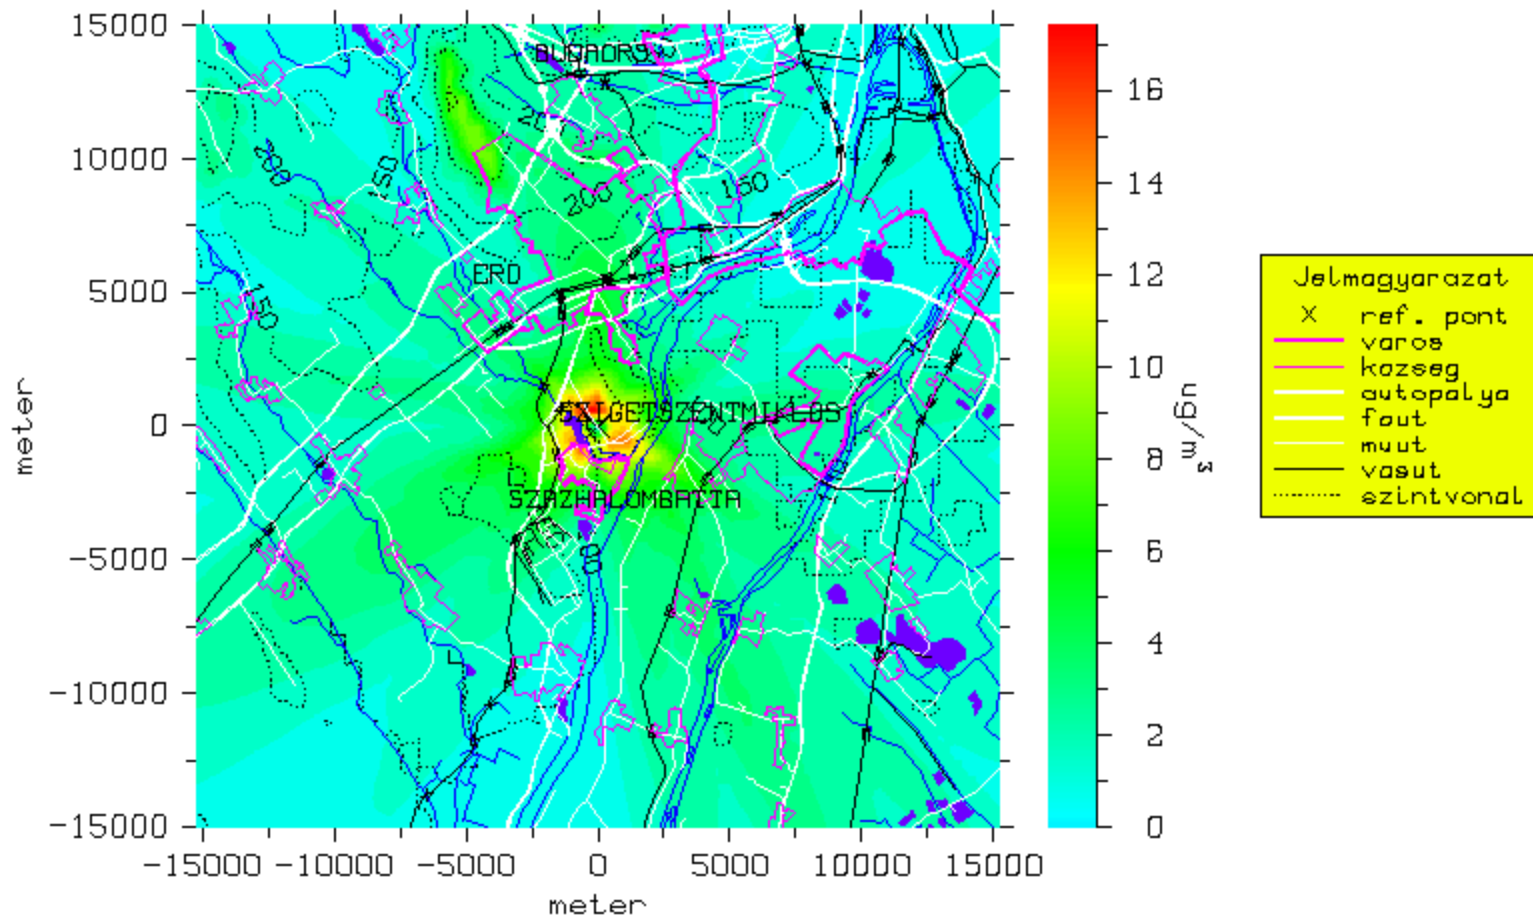 15000
10000
5000
0
-5000
-10000
-15000
meter
-15000 -10000 -5000 0 5000 10000 15000
meter
BUDAORS
200
150
200
150
150
ERD
SZIGETSZENTMIKLOS
SZAZHALOMBATTA
16
14
12
10
8
6
4
2
0
ug/m³
Jelmagyarazat
ref. pont
varos
kozseg
autopalya
fout
muut
vasut
szintvonal